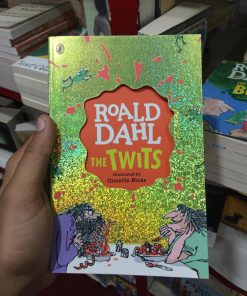 ROALD
DAHL
THE TWITS
Illustrated by
Quentin Blake